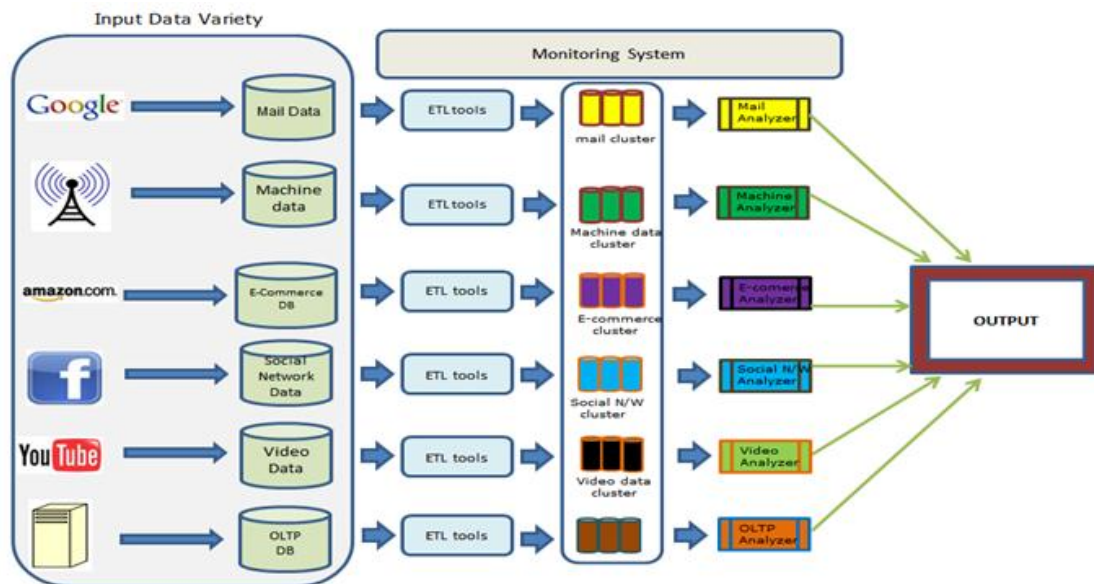 Input Data Variety
Monitoring System
Google
Mail Data
ETL tools
mail cluster
Mail
Analyzer
Machine
data
ETL tools
Machine data
cluster
Machine
Analyzer
amazon.com.
E-Commerce
DB
ETL tools
E-commerce
cluster
E-comerce
Analyzer
OUTPUT
f
Social
Network
Data
ETL tools
Social N/W
cluster
Social N/W
Analyzer
YouTube
Video
Data
ETL tools
Video data
cluster
Video
Analyzer
OLTP
DB
ETL tools
OLTP
Analyzer